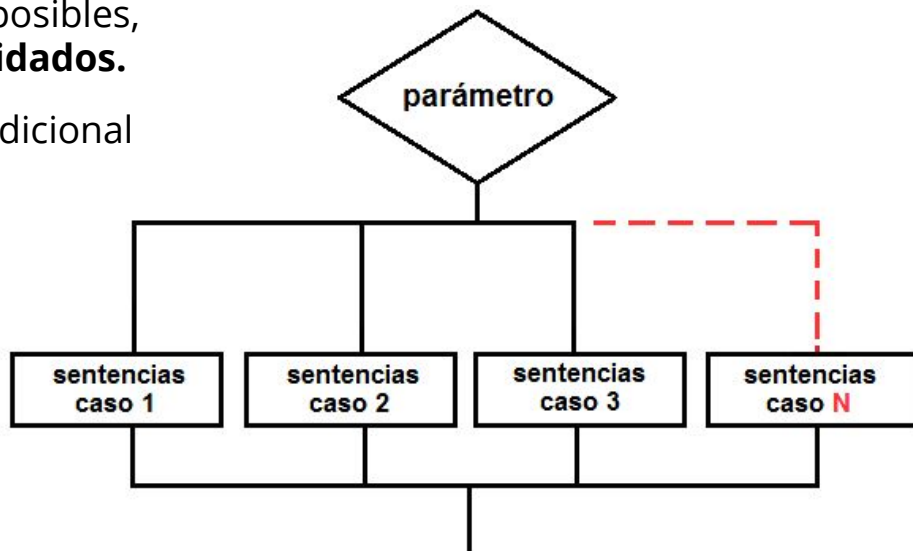 posibles,
idados.
dicional
parámetro
sentencias
caso 1
sentencias
caso 2
sentencias
caso 3
sentencias
caso N